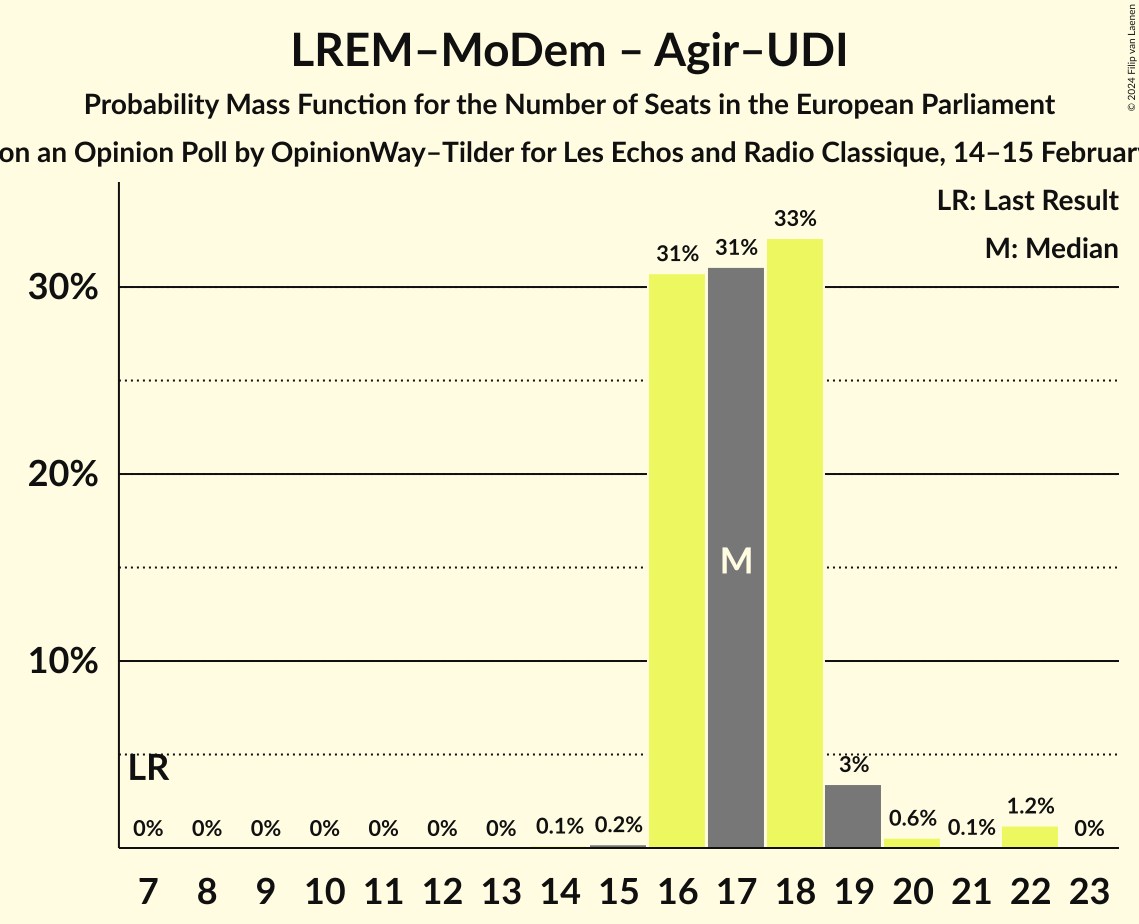 LREM–MoDem – Agir–UDI
Probability Mass Function for the Number of Seats in the European Parliament
on an Opinion Poll by OpinionWay–Tilder for Les Echos and Radio Classique, 14–15 February
© 2024 Filip van Laenen
LR: Last Result
M: Median
30%
20%
10%
LR
M
0%
0%
0%
0%
0%
0%
0%
0.1%
0.2%
31%
31%
33%
3%
0.6%
0.1%
1.2%
0%
7 8 9 10 11 12 13 14 15 16 17 18 19 20 21 22 23